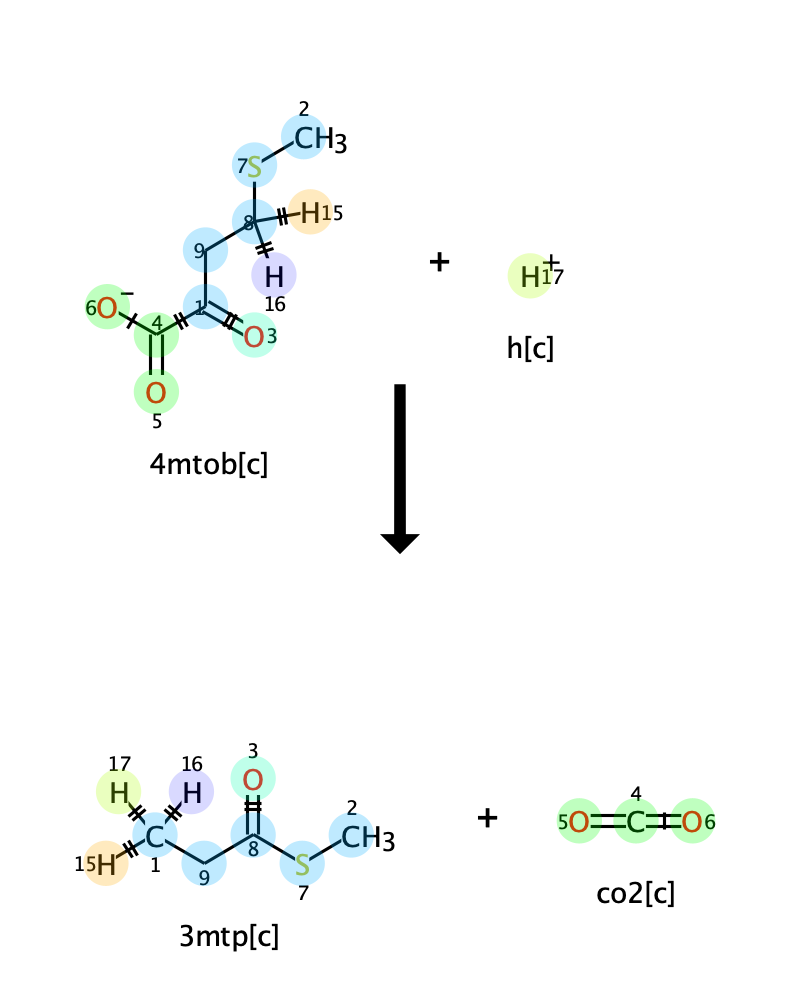 2
CH3
7S
8
H15
9
H
16
+
H+17
6O−
4
1
O3
O
5
h[c]
4mtob[c]
3
O
17
16
H
H
2
5O
4
C
O6
+
C
CH3
15H
1
9
8
S
7
co2[c]
3mtp[c]